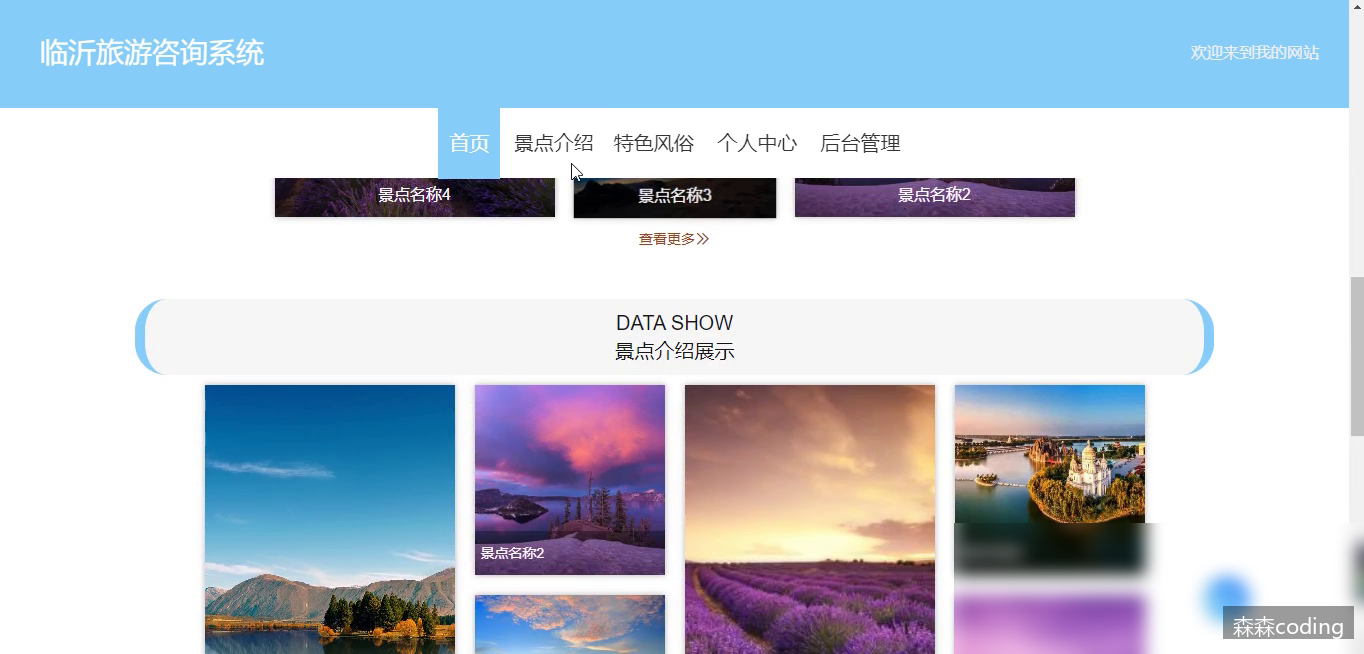 临沂旅游咨询系统
欢迎来到我的网站
首页 景点介绍 特色风俗 个人中心 后台管理
景点名称4 景点名称3 景点名称2
查看更多
DATA SHOW
景点介绍展示
景点名称2
森森coding